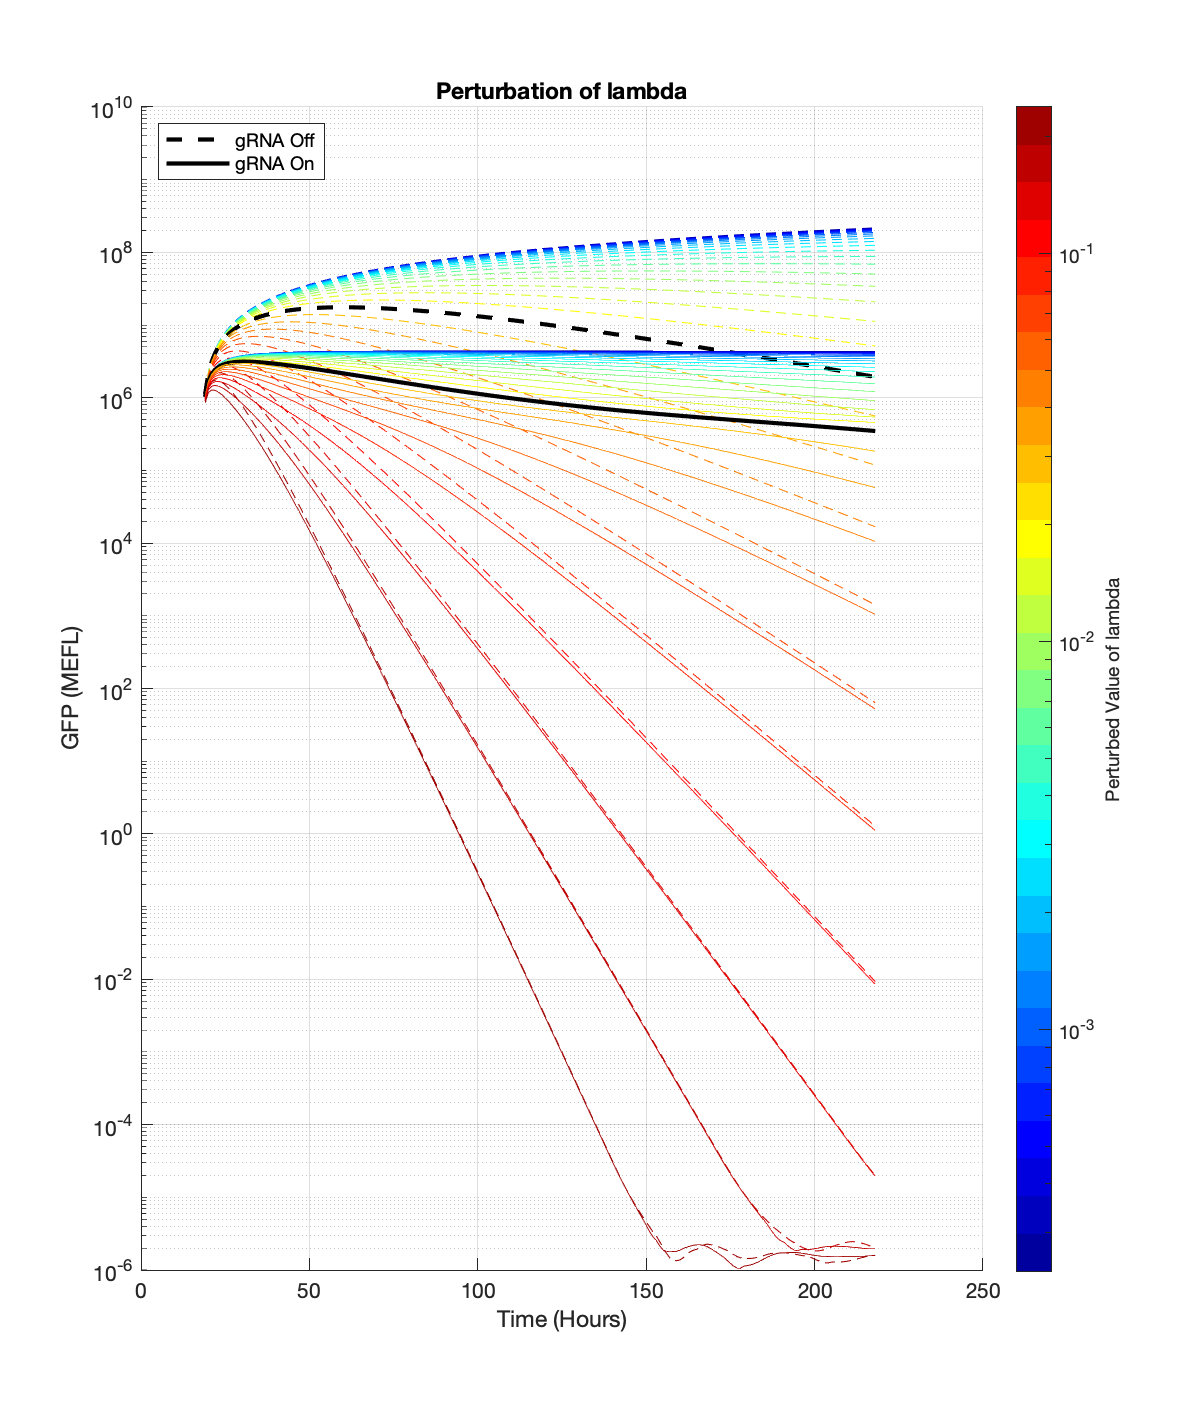 Perturbation of lambda
gRNA Off
gRNA On
10^10
10^8
10^6
10^4
10^2
10^0
10^-2
10^-4
10^-6
GFP (MEFL)
0 50 100 150 200 250
Time (Hours)
10^-1
10^-2
10^-3
Perturbed Value of lambda